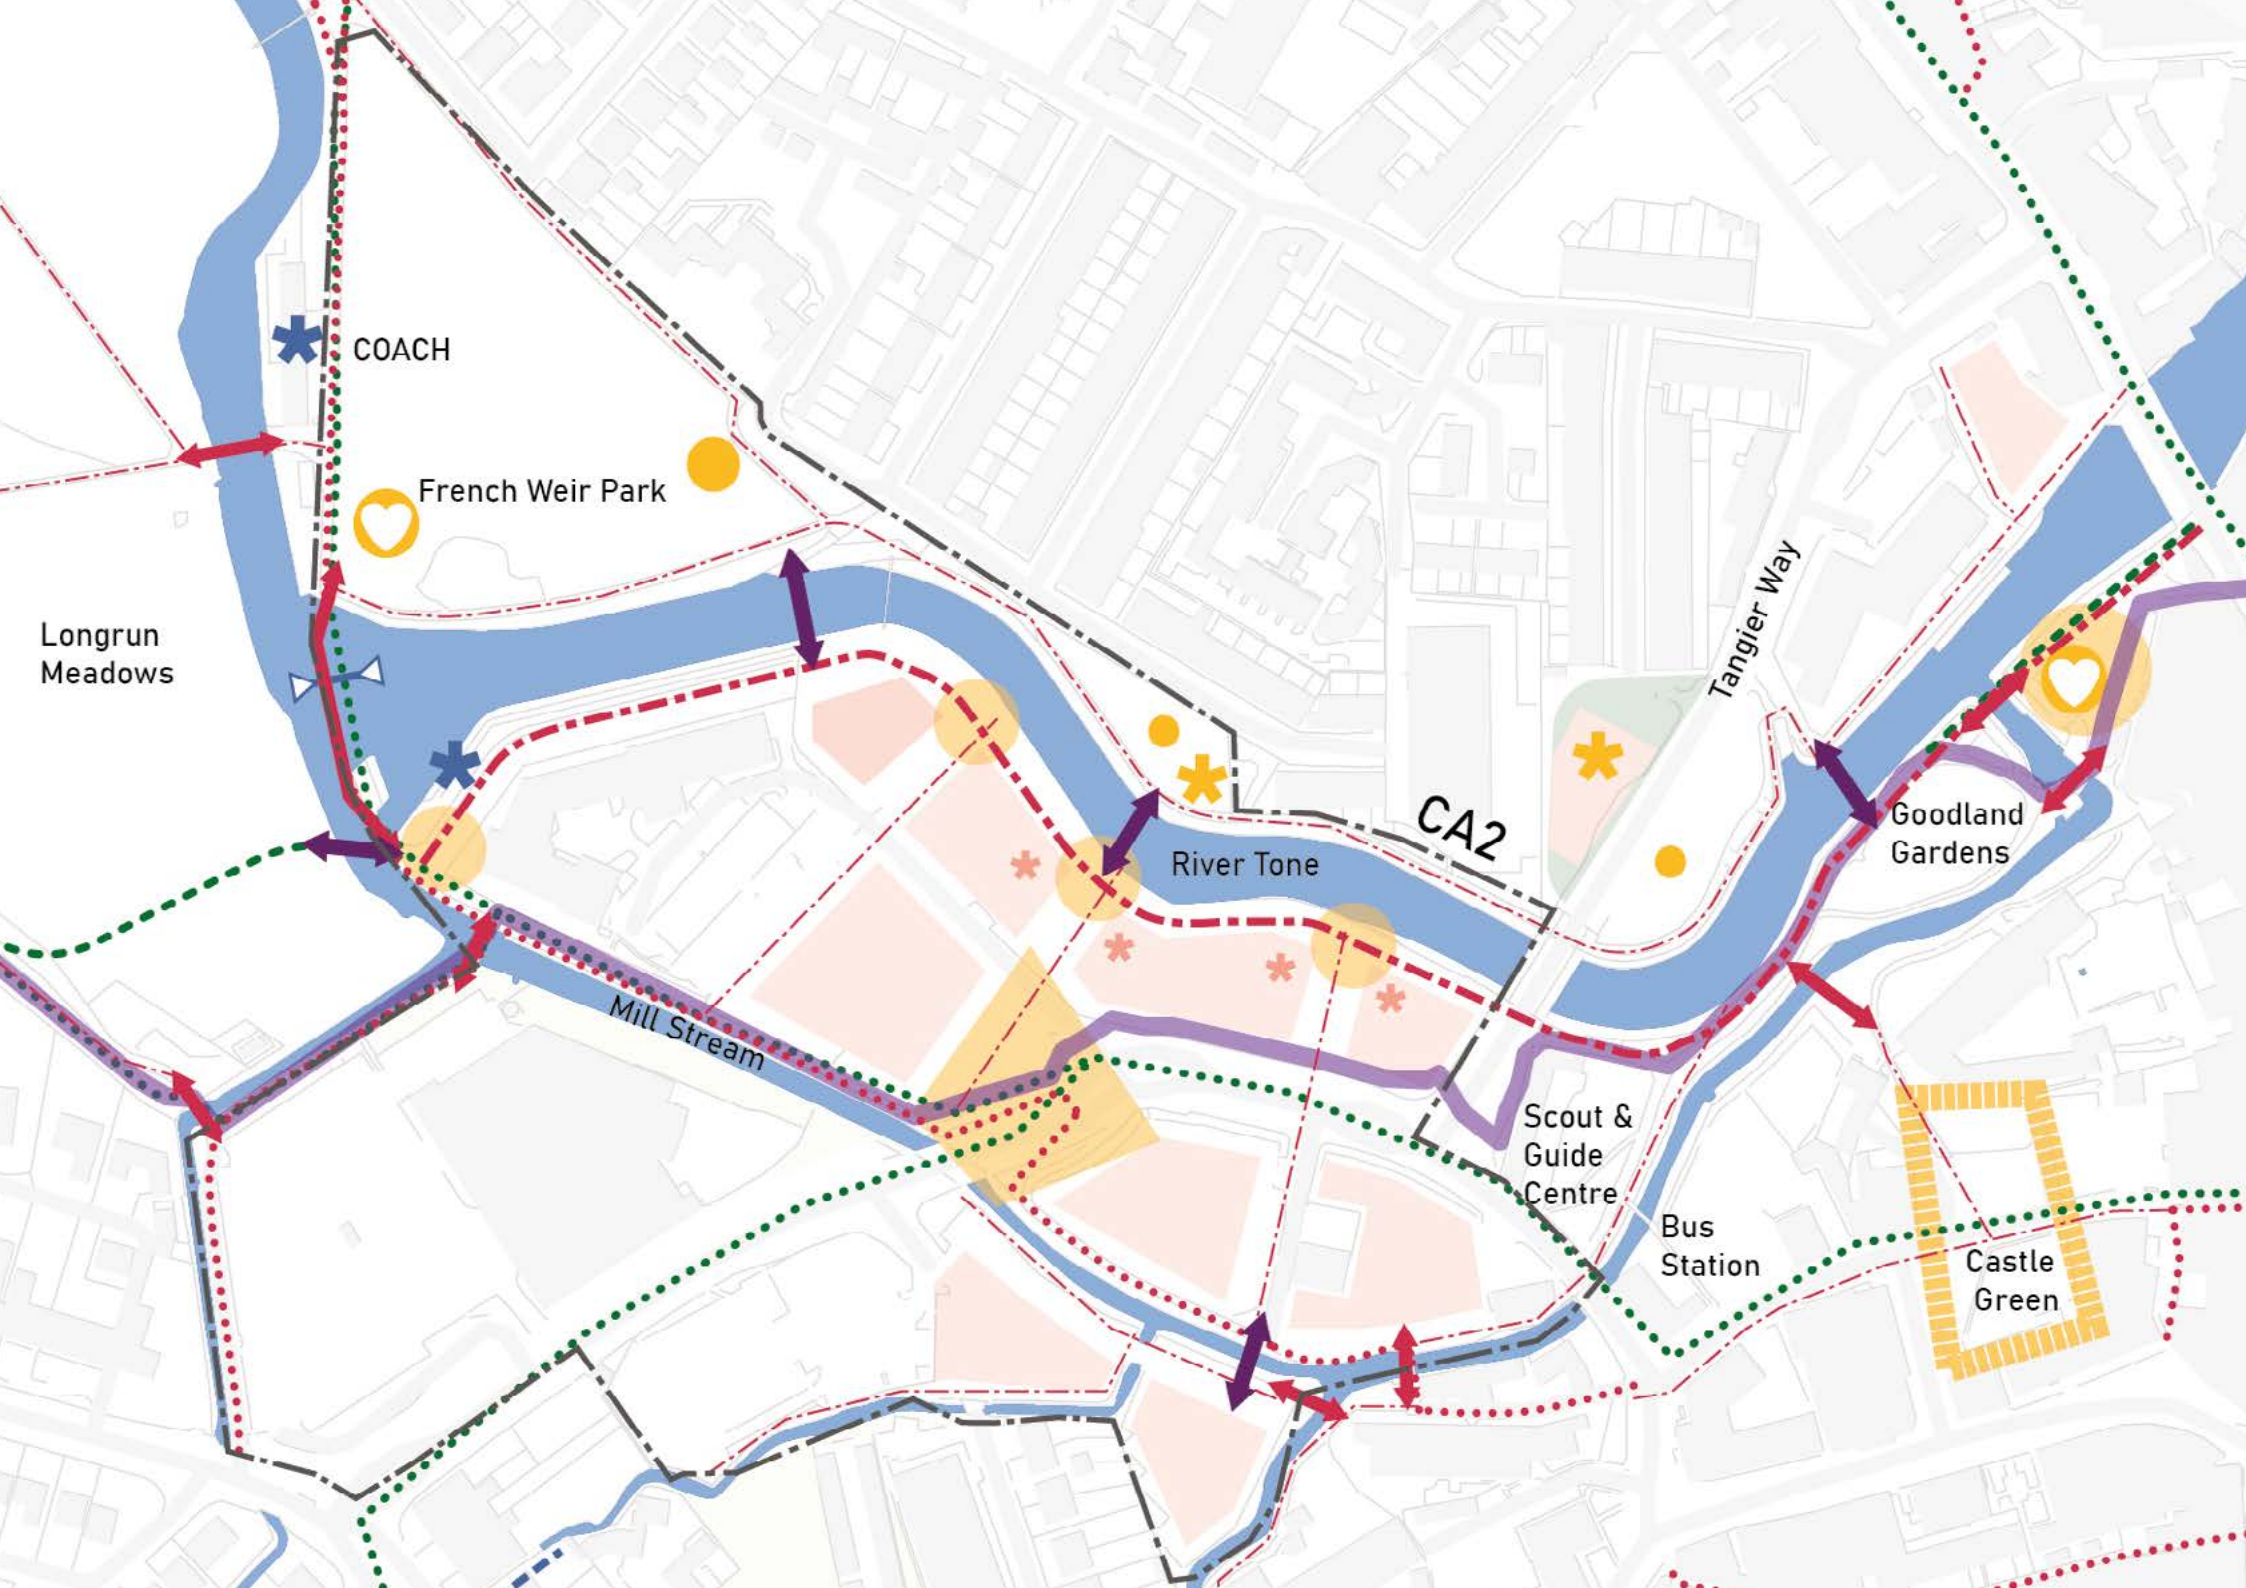 COACH
French Weir Park
Longrun
Meadows
Tangier Way
CA2
River Tone
Goodland
Gardens
Mill Stream
Scout &
Guide
Centre
Bus
Station
Castle
Green